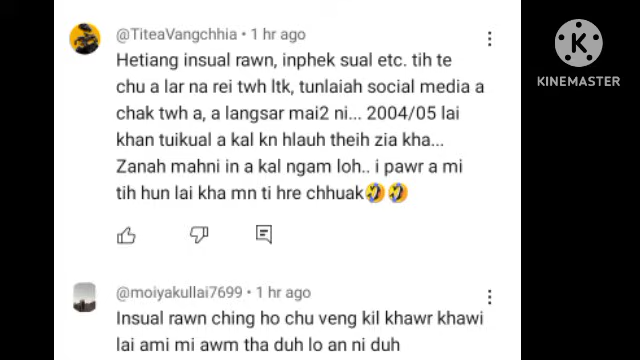 @TiteaVangchhia • 1 hr ago
Hetiang insual rawn, inphek sual etc. tih te
chu a lar na rei twh ltk, tunlaiah social media a
chak twh a, a langsar mai2 ni... 2004/05 lai
khan tuikual a kal kn hlauh theih zia kha...
Zanah mahni in a kal ngam loh.. i pawr a mi
tih hun lai kha mn ti hre chhuak🤣🤣
@moiyakullai7699 • 1 hr ago
Insual rawn ching ho chu veng kil khawr khawi
lai ami mi awm tha duh lo an ni duh
KINEMASTER